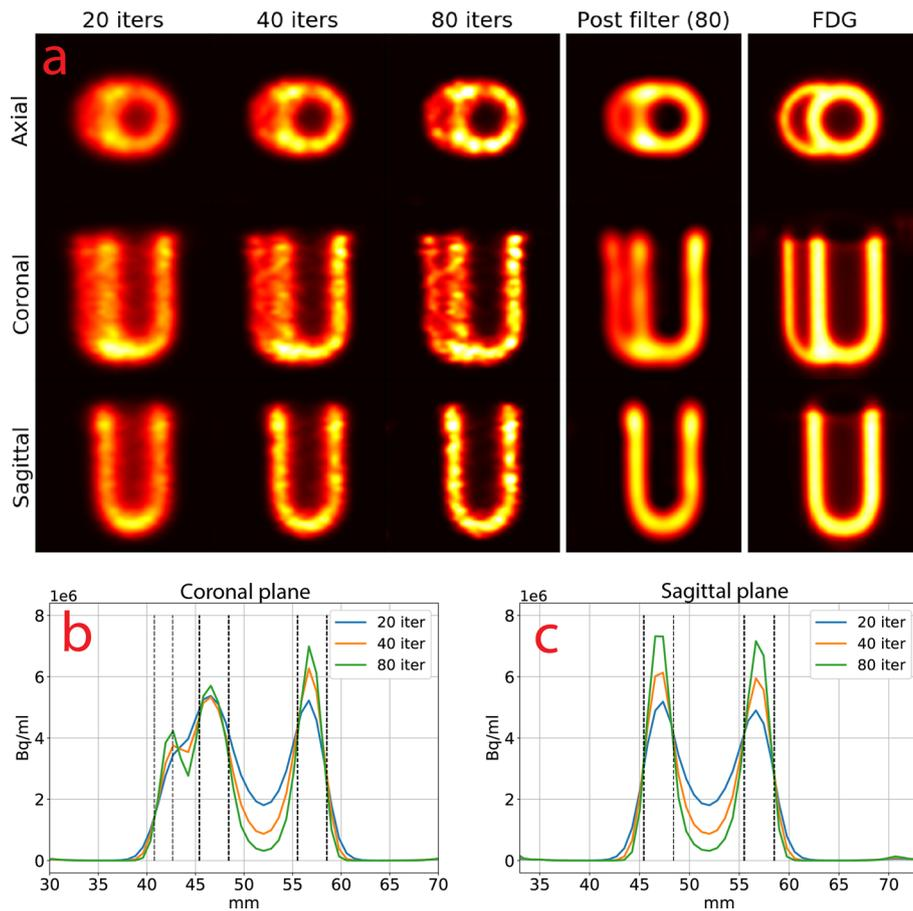 20 iters 40 iters 80 iters Post filter (80) FDG
a
Axial
Coronal
Sagittal
1e6 Coronal plane
b
20 iter
40 iter
80 iter
Bq/ml
8
6
4
2
0
30 35 40 45 50 55 60 65 70
mm
1e6 Sagittal plane
c
20 iter
40 iter
80 iter
Bq/ml
8
6
4
2
0
35 40 45 50 55 60 65 70
mm